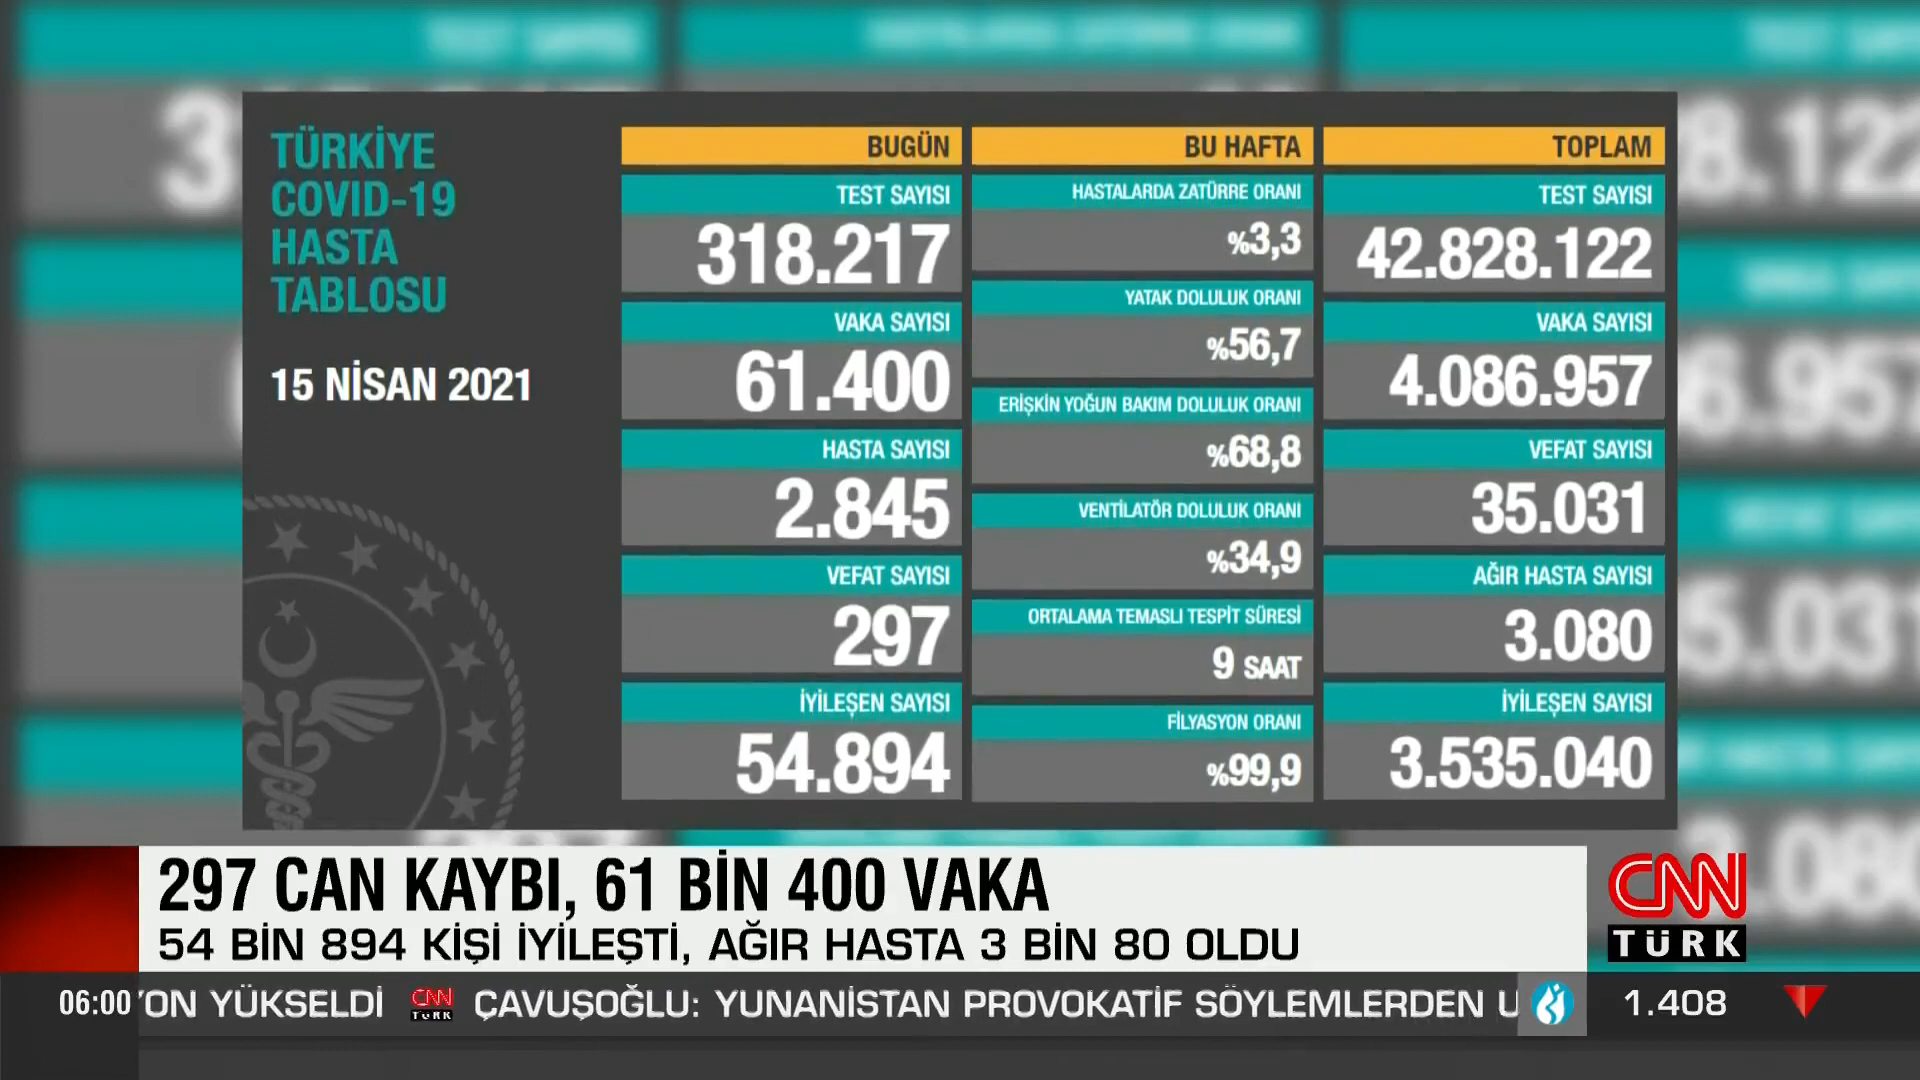 TÜRKİYE
COVID-19
HASTA
TABLOSU
15 NİSAN 2021
BUGÜN
TEST SAYISI
318.217
VAKA SAYISI
61.400
HASTA SAYISI
2.845
VEFAT SAYISI
297
İYİLEŞEN SAYISI
54.894
BU HAFTA
HASTALARDA ZATÜRRE ORANI
%3,3
YATAK DOLULUK ORANI
%56,7
ERİŞKİN YOĞUN BAKIM DOLULUK ORANI
%68,8
VENTİLATÖR DOLULUK ORANI
%34,9
ORTALAMA TEMASLI TESPİT SÜRESİ
9 SAAT
FİLYASYON ORANI
%99,9
TOPLAM
TEST SAYISI
42.828.122
VAKA SAYISI
4.086.957
VEFAT SAYISI
35.031
AĞIR HASTA SAYISI
3.080
İYİLEŞEN SAYISI
3.535.040
297 CAN KAYBI, 61 BİN 400 VAKA
54 BİN 894 KİŞİ İYİLEŞTİ, AĞIR HASTA 3 BİN 80 OLDU
CNN
TÜRK
06:00 YON YÜKSELDİ CNN TÜRK ÇAVUŞOĞLU: YUNANİSTAN PROVOKATİF SÖYLEMLERDEN U 1.408